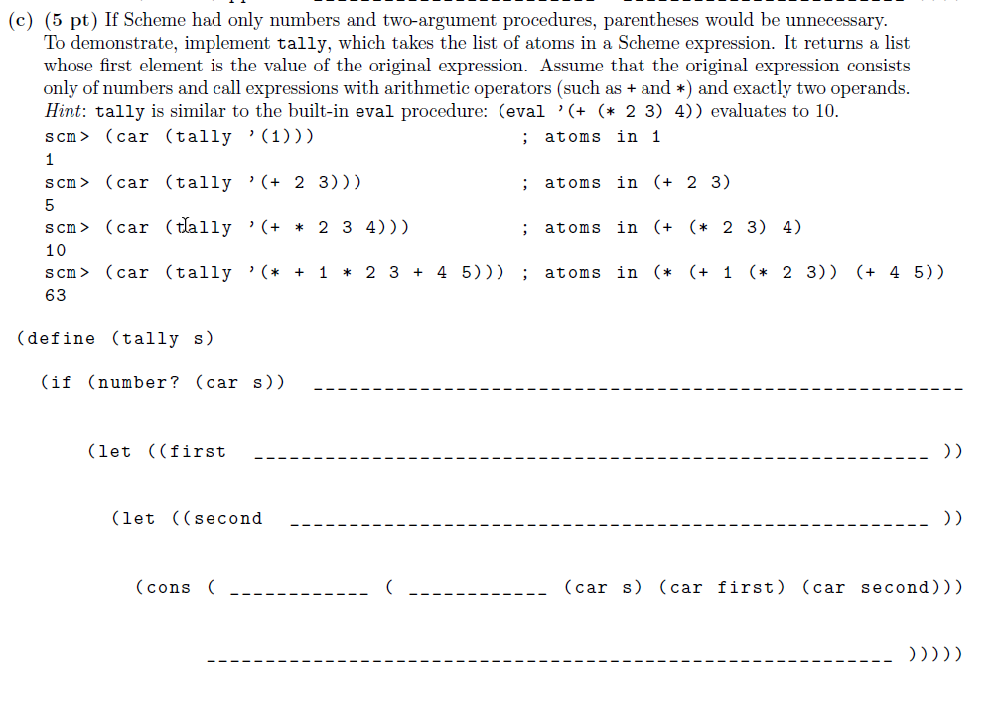 (c) (5 pt) If Scheme had only numbers and two-argument procedures, parentheses would be unnecessary.
To demonstrate, implement tally, which takes the list of atoms in a Scheme expression. It returns a list
whose first element is the value of the original expression. Assume that the original expression consists
only of numbers and call expressions with arithmetic operators (such as + and *) and exactly two operands.
Hint: tally is similar to the built-in eval procedure: (eval '(+ (* 2 3) 4)) evaluates to 10.
scm> (car (tally '(1))) ; atoms in 1
1
scm> (car (tally '(+ 2 3))) ; atoms in (+ 2 3)
5
scm> (car (tally '(+ * 2 3 4))) ; atoms in (+ (* 2 3) 4)
10
scm> (car (tally '(* + 1 * 2 3 + 4 5))) ; atoms in (* (+ 1 (* 2 3)) (+ 4 5))
63
(define (tally s)
(if (number? (car s)) _______________________________________________________
(let ((first _________________________________________________________ ))
(let ((second ______________________________________________________ ))
(cons ( ____________ ( ____________ (car s) (car first) (car second)))
__________________________________________________________ )))))